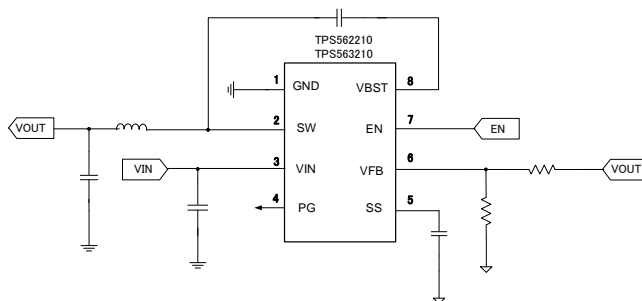 TPS562210
TPS563210
1 GND VBST 8
VOUT 2 SW EN 7 EN
VIN 3 VIN VFB 6 VOUT
4 PG SS 5